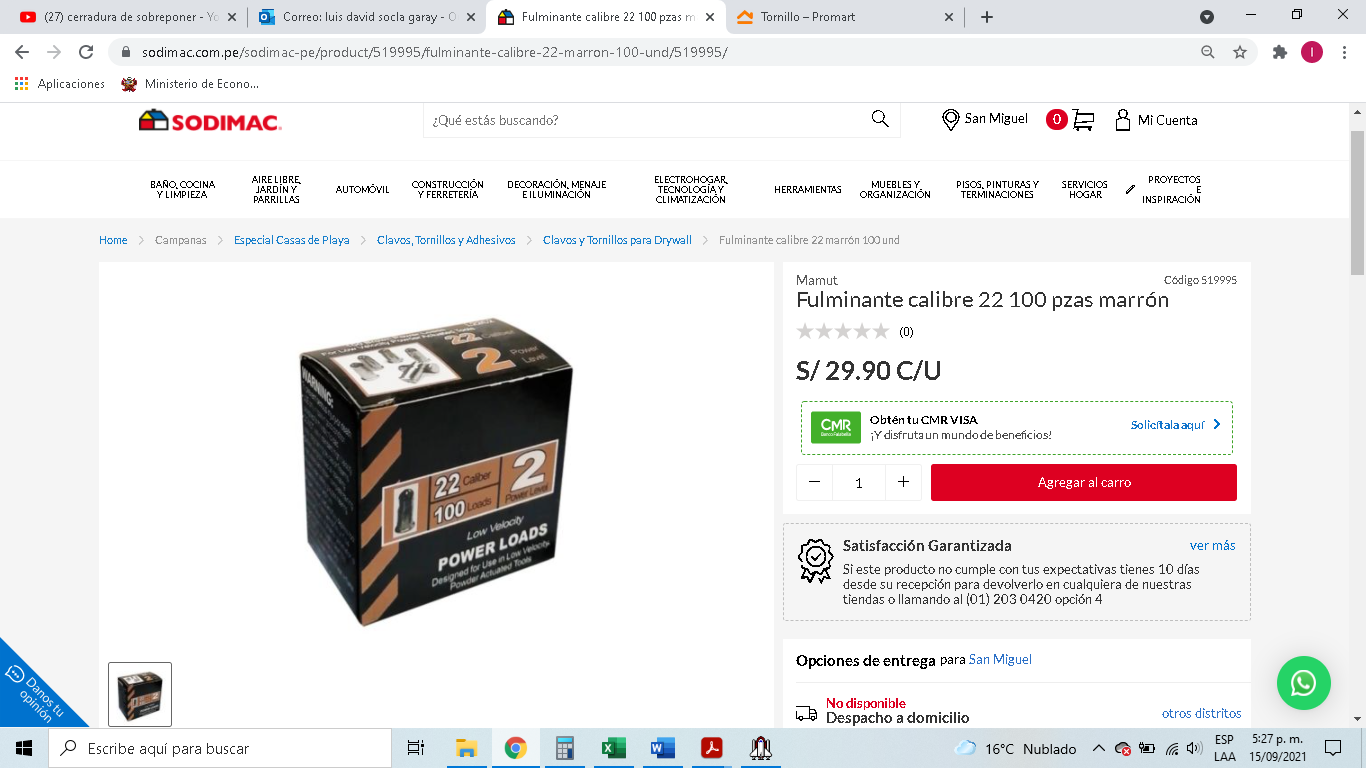 (27) cerradura de sobreponer - Yo
Correo: luis david socla garay - O
Fulminante calibre 22 100 pzas m
Tornillo – Promart
sodimac.com.pe/sodimac-pe/product/519995/fulminante-calibre-22-marron-100-und/519995/
I
Aplicaciones
Ministerio de Econo...
SODIMAC
¿Qué estás buscando?
San Miguel
0
Mi Cuenta
BAÑO, COCINA
Y LIMPIEZA
AIRE LIBRE,
JARDÍN Y
PARRILLAS
AUTOMÓVIL
CONSTRUCCIÓN
Y FERRETERÍA
DECORACIÓN, MENAJE
E ILUMINACIÓN
ELECTROHOGAR,
TECNOLOGÍA Y
CLIMATIZACIÓN
HERRAMIENTAS
MUEBLES Y
ORGANIZACIÓN
PISOS, PINTURAS Y
TERMINACIONES
SERVICIOS
HOGAR
PROYECTOS
E
INSPIRACIÓN
Home > Campanas > Especial Casas de Playa > Clavos, Tornillos y Adhesivos > Clavos y Tornillos para Drywall > Fulminante calibre 22 marrón 100 und
22
Caliber
2
Power
Level
WARNING:
22 Caliber
100 Loads
2
Power Level
Low Velocity
POWER LOADS
Designed for Use in Low Velocity
Powder Actuated Tools
Mamut
Código 519995
Fulminante calibre 22 100 pzas marrón
(0)
S/ 29.90 C/U
CMR
Banco Falabella
Obtén tu CMR VISA
¡Y disfruta un mundo de beneficios!
Solicítala aquí
− 1 +
Agregar al carro
Satisfacción Garantizada
ver más
Si este producto no cumple con tus expectativas tienes 10 días
desde su recepción para devolverlo en cualquiera de nuestras
tiendas o llamando al (01) 203 0420 opción 4
Opciones de entrega para San Miguel
No disponible
Despacho a domicilio
otros distritos
Danos tu
opinión
Escribe aquí para buscar
16°C Nublado
ESP
LAA
5:27 p. m.
15/09/2021